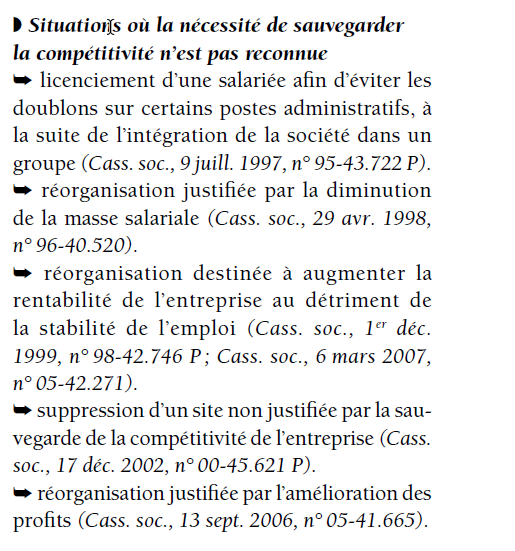 ◗ Situations où la nécessité de sauvegarder
la compétitivité n'est pas reconnue
➥ licenciement d'une salariée afin d'éviter les
doublons sur certains postes administratifs, à
la suite de l'intégration de la société dans un
groupe (Cass. soc., 9 juill. 1997, n° 95-43.722 P).
➥ réorganisation justifiée par la diminution
de la masse salariale (Cass. soc., 29 avr. 1998,
n° 96-40.520).
➥ réorganisation destinée à augmenter la
rentabilité de l'entreprise au détriment de
la stabilité de l'emploi (Cass. soc., 1er déc.
1999, n° 98-42.746 P ; Cass. soc., 6 mars 2007,
n° 05-42.271).
➥ suppression d'un site non justifiée par la sau-
vegarde de la compétitivité de l'entreprise (Cass.
soc., 17 déc. 2002, n° 00-45.621 P).
➥ réorganisation justifiée par l'amélioration des
profits (Cass. soc., 13 sept. 2006, n° 05-41.665).